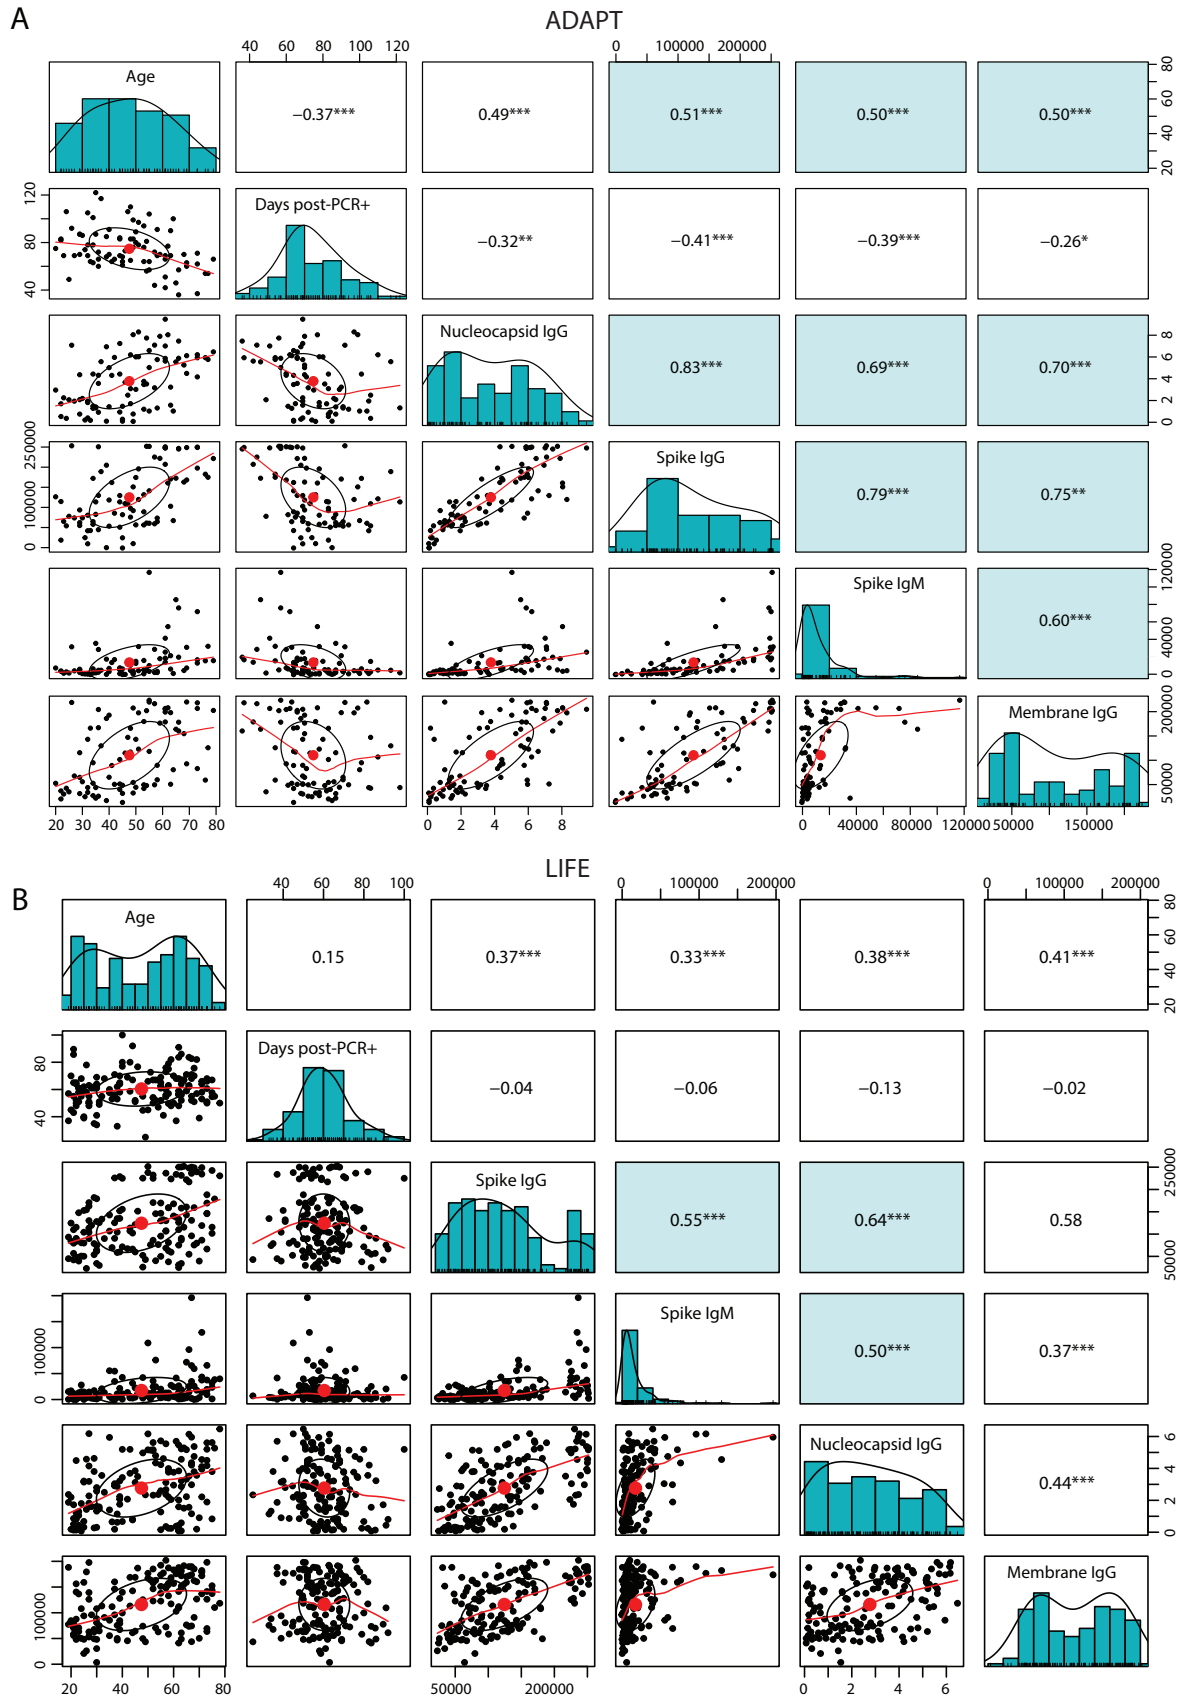 A
ADAPT
40 60 80 100 120
0 100000 200000
Age
−0.37***
0.49***
0.51***
0.50***
0.50***
20 40 60 80
40 80 120
Days post-PCR+
−0.32**
−0.41***
−0.39***
−0.26*
Nucleocapsid IgG
0.83***
0.69***
0.70***
0 2 4 6 8
0 100000 250000
Spike IgG
0.79***
0.75**
Spike IgM
0.60***
0 40000 120000
Membrane IgG
50000 200000
20 30 40 50 60 70 80
0 2 4 6 8
0 40000 80000 120000
50000 150000
B
LIFE
40 60 80 100
0 100000 200000
0 100000 200000
Age
0.15
0.37***
0.33***
0.38***
0.41***
20 40 60 80
40 80
Days post-PCR+
−0.04
−0.06
−0.13
−0.02
Spike IgG
0.55***
0.64***
0.58
50000 250000
0 100000
Spike IgM
0.50***
0.37***
Nucleocapsid IgG
0.44***
0 2 4 6
0 100000
Membrane IgG
20 30 40 50 60 70 80
50000 200000
0 2 4 6